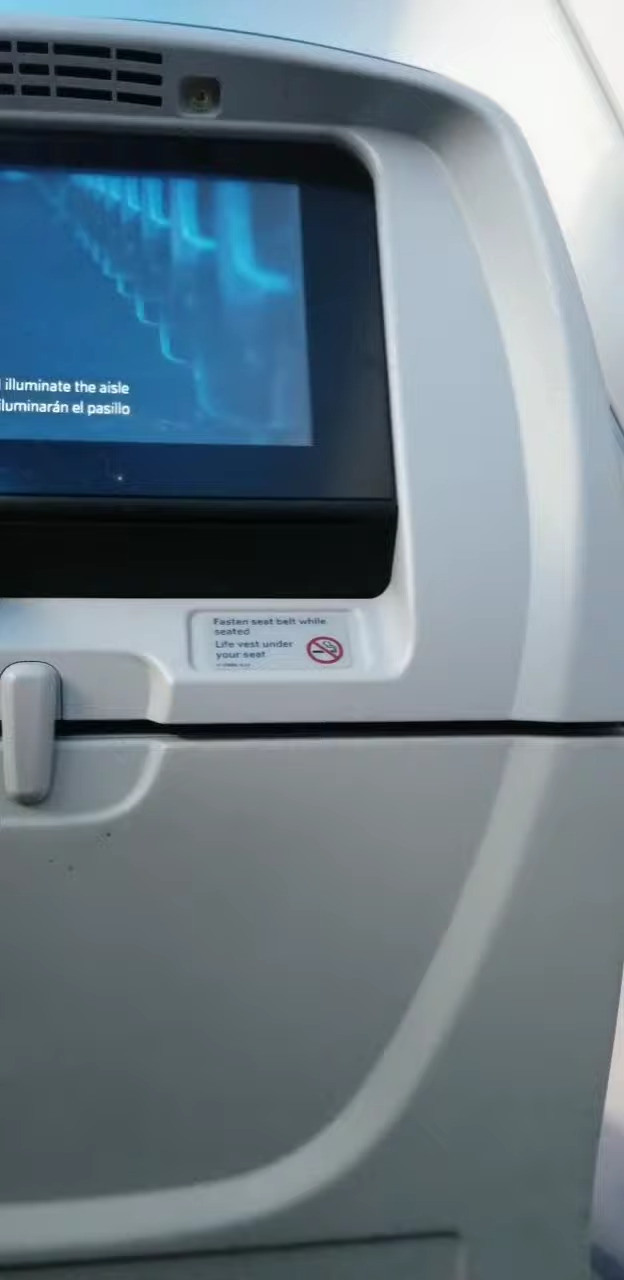 illuminate the aisle
iluminarán el pasillo
Fasten seat belt while
seated
Life vest under
your seat